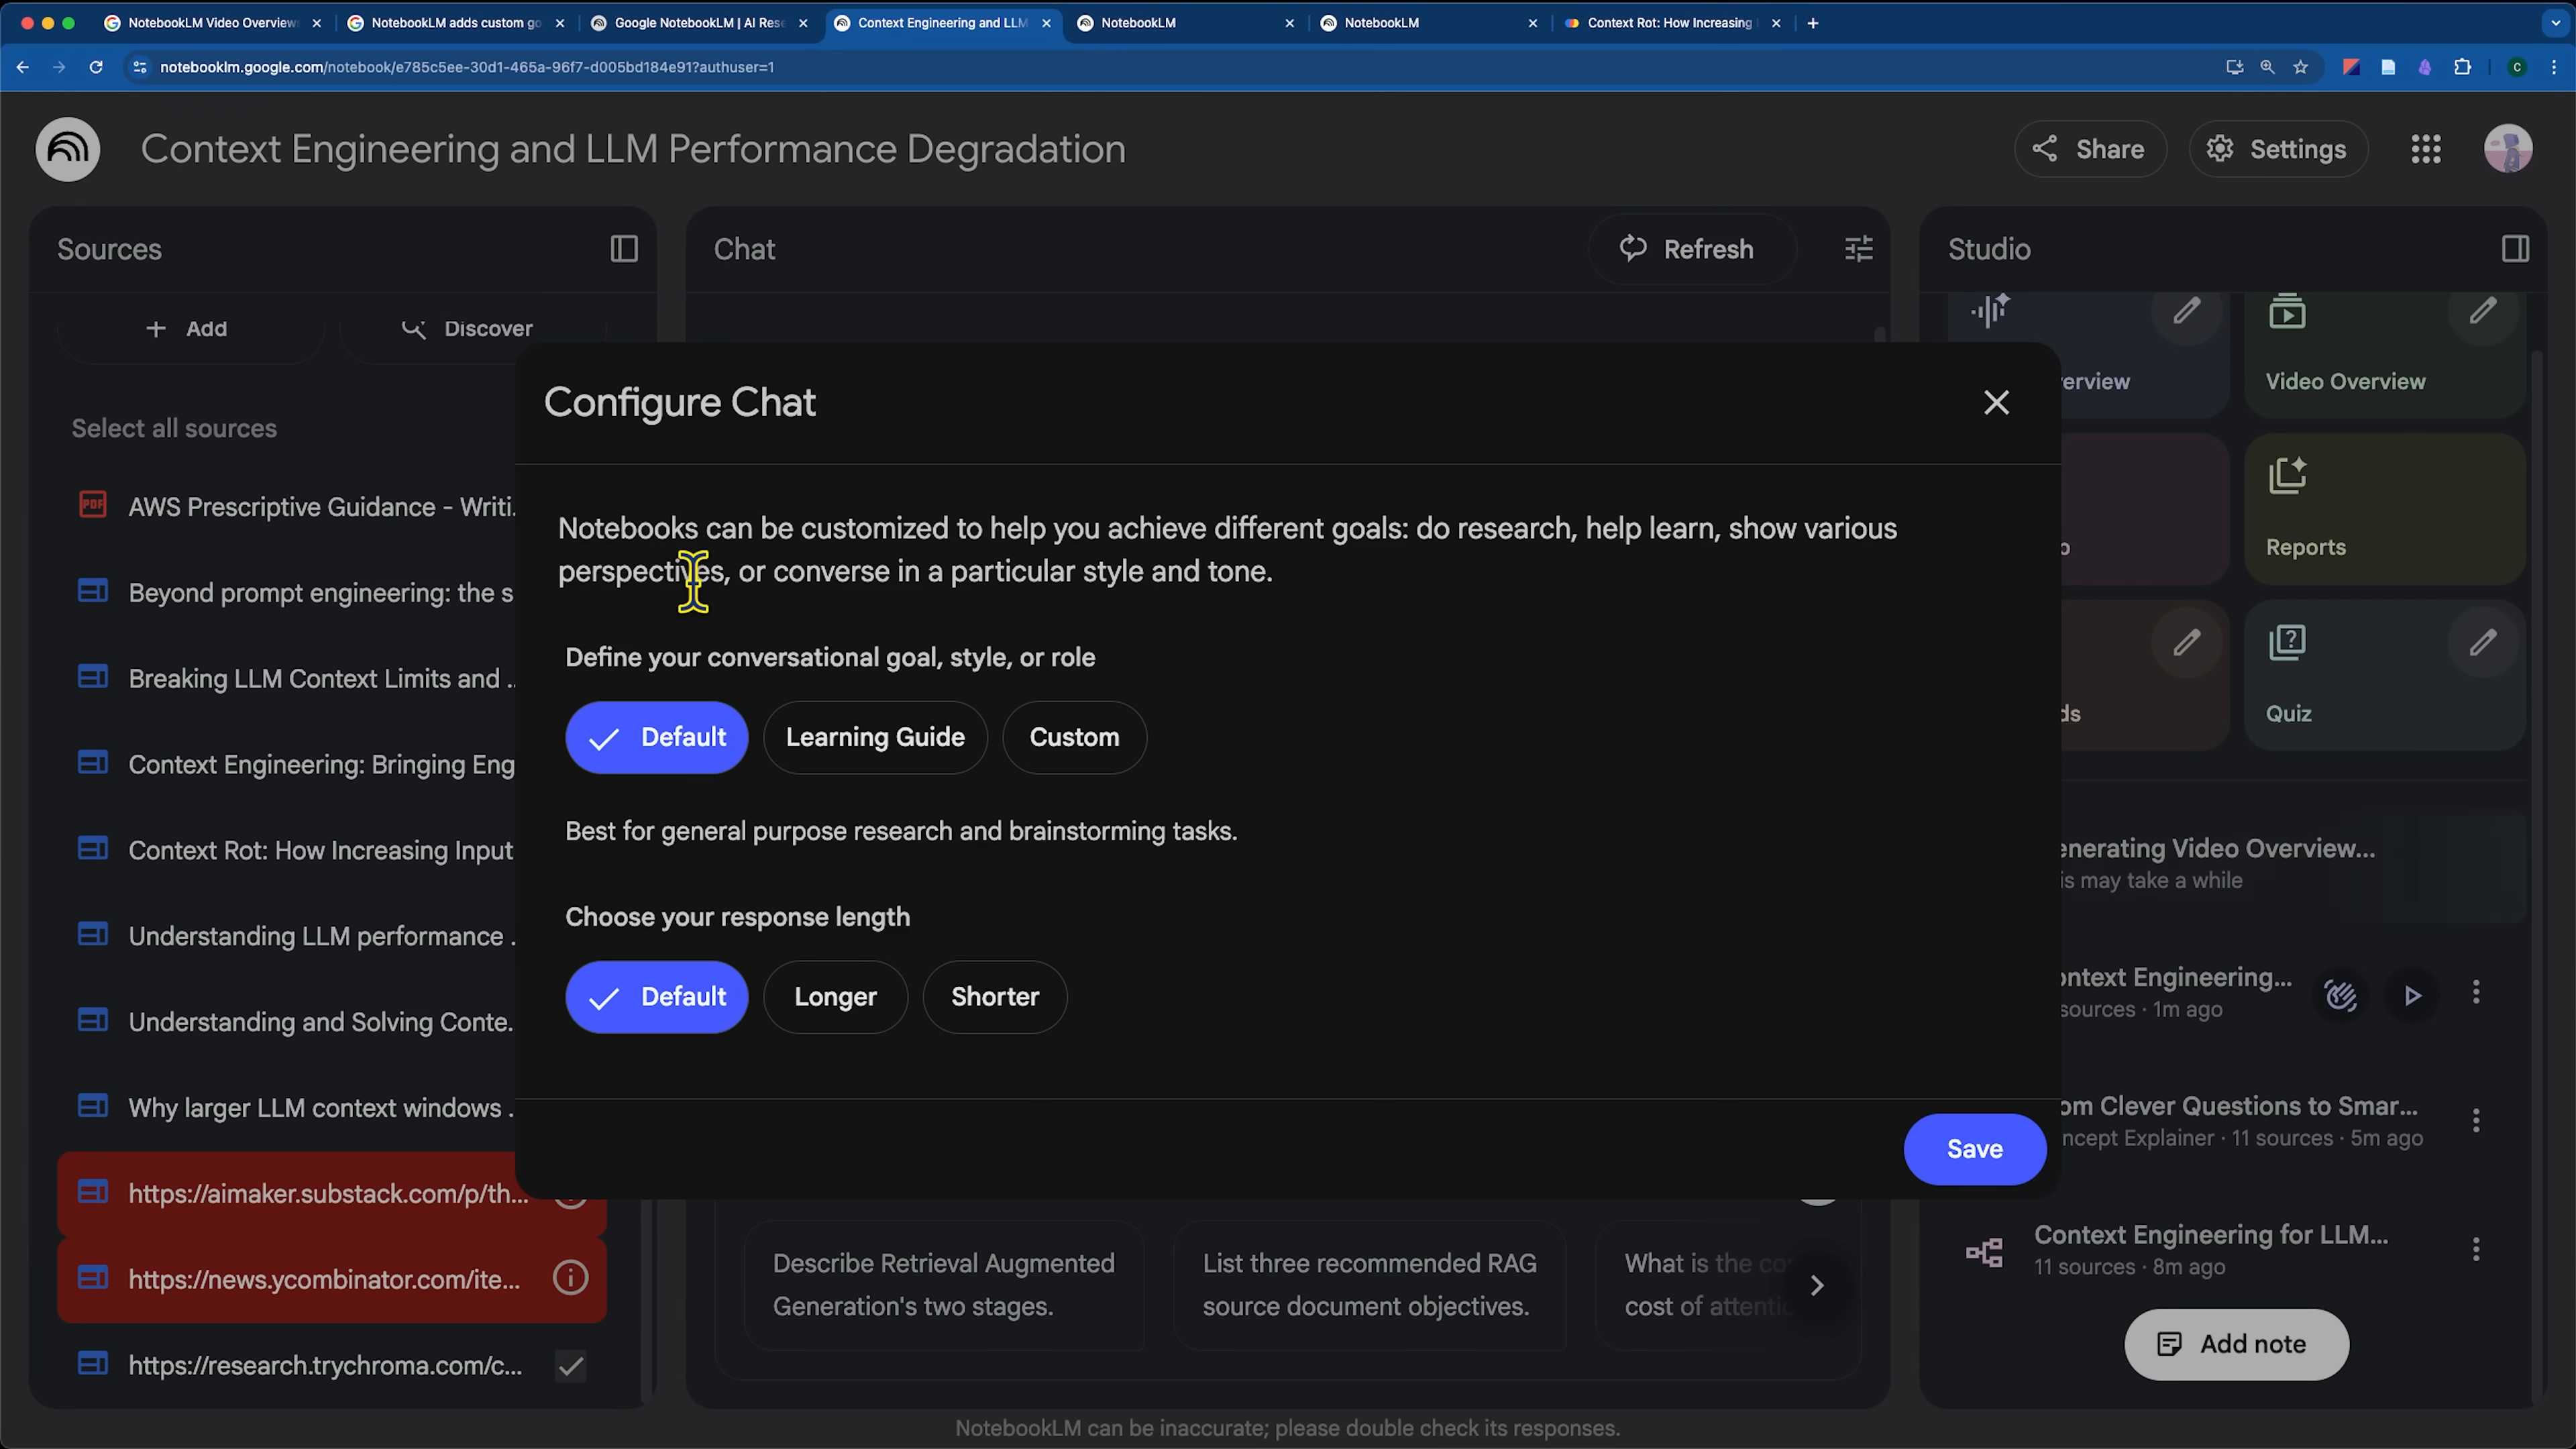 NotebookLM Video Overview
NotebookLM adds custom go
Google NotebookLM | AI Rese
Context Engineering and LLM
NotebookLM
NotebookLM
Context Rot: How Increasing
notebooklm.google.com/notebook/e785c5ee-30d1-465a-96f7-d005bd184e91?authuser=1
C
Context Engineering and LLM Performance Degradation
Share
Settings
Sources
Add
Discover
Select all sources
PDF
AWS Prescriptive Guidance - Writi...
Beyond prompt engineering: the s
Breaking LLM Context Limits and ..
Context Engineering: Bringing Eng
Context Rot: How Increasing Input
Understanding LLM performance .
Understanding and Solving Conte.
Why larger LLM context windows .
https://aimaker.substack.com/p/th...
https://news.ycombinator.com/ite...
https://research.trychroma.com/c...
Chat
Refresh
Configure Chat
Notebooks can be customized to help you achieve different goals: do research, help learn, show various
perspectives, or converse in a particular style and tone.
Define your conversational goal, style, or role
Default
Learning Guide
Custom
Best for general purpose research and brainstorming tasks.
Choose your response length
Default
Longer
Shorter
Save
Describe Retrieval Augmented
Generation's two stages.
List three recommended RAG
source document objectives.
What is the co
cost of attentio
Studio
erview
Video Overview
p
Reports
ds
Quiz
enerating Video Overview...
is may take a while
ontext Engineering...
sources · 1m ago
om Clever Questions to Smar...
ncept Explainer · 11 sources · 5m ago
Context Engineering for LLM...
11 sources · 8m ago
Add note
NotebookLM can be inaccurate; please double check its responses.